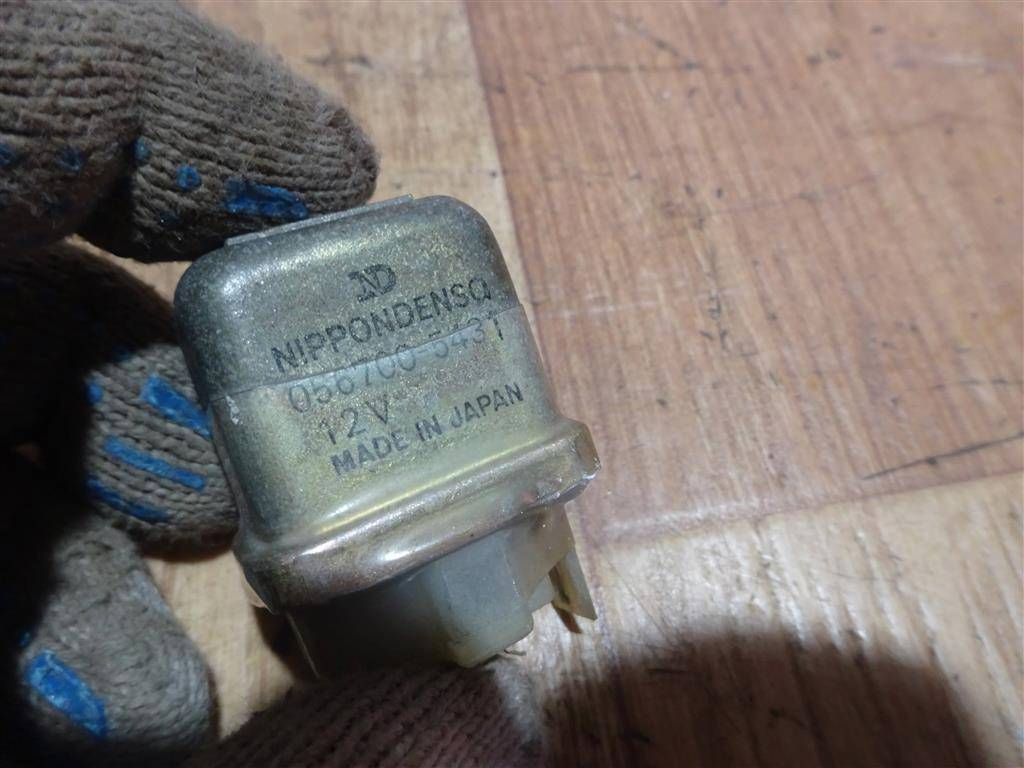 ND
NIPPONDENSO
056700-5431
12V
MADE IN JAPAN